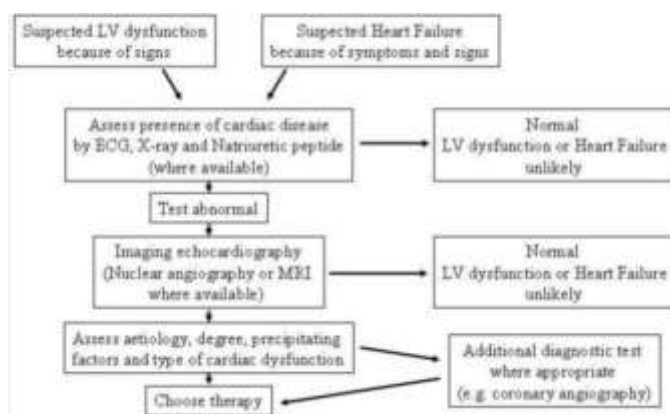 Suspected LV dysfunction
because of signs
Suspected Heart Failure
because of symptoms and signs
Assess presence of cardiac disease
by ECG, X-ray and Natriuretic peptide
(where available)
Normal
LV dysfunction or Heart Failure
unlikely
Test abnormal
Imaging echocardiography
(Nuclear angiography or MRI
where available)
Normal
LV dysfunction or Heart Failure
unlikely
Assess aetiology, degree, precipitating
factors and type of cardiac dysfunction
Additional diagnostic test
where appropriate
(e.g. coronary angiography)
Choose therapy